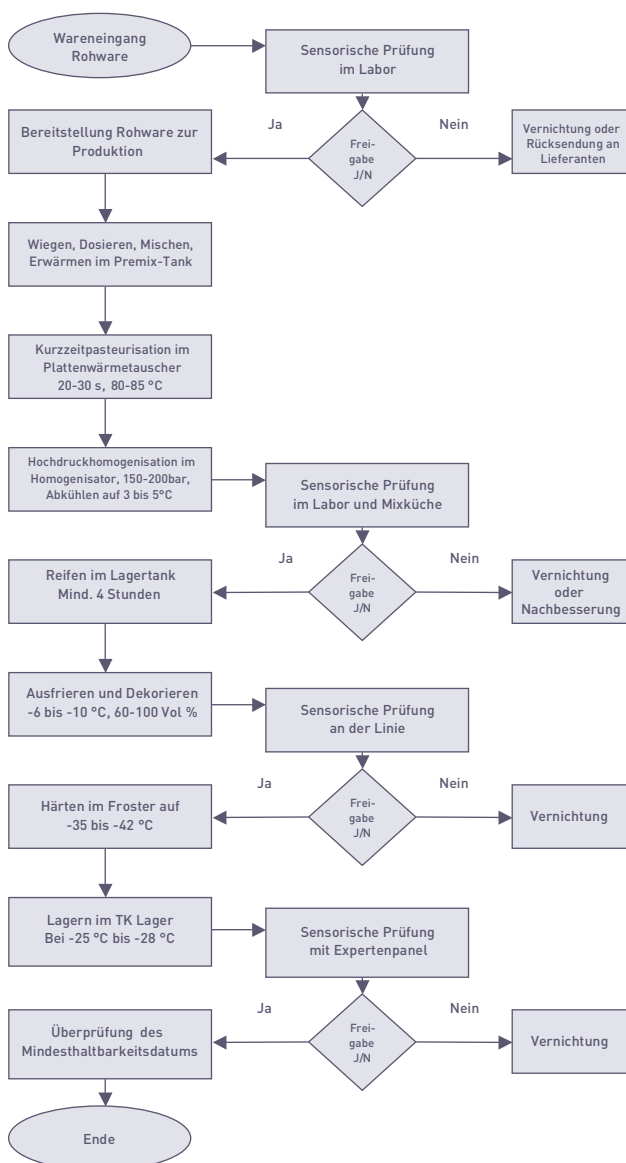 Wareneingang
Rohware
Sensorische Prüfung
im Labor
Ja
Nein
Bereitstellung Rohware zur
Produktion
Frei-
gabe
J/N
Vernichtung oder
Rücksendung an
Lieferanten
Wiegen, Dosieren, Mischen,
Erwärmen im Premix-Tank
Kurzzeitpasteurisation im
Plattenwärmetauscher
20-30 s, 80-85 °C
Hochdruckhomogenisation im
Homogenisator, 150-200bar,
Abkühlen auf 3 bis 5°C
Sensorische Prüfung
im Labor und Mixküche
Ja
Nein
Reifen im Lagertank
Mind. 4 Stunden
Frei-
gabe
J/N
Vernichtung
oder
Nachbesserung
Ausfrieren und Dekorieren
-6 bis -10 °C, 60-100 Vol %
Sensorische Prüfung
an der Linie
Ja
Nein
Härten im Froster auf
-35 bis -42 °C
Frei-
gabe
J/N
Vernichtung
Lagern im TK Lager
Bei -25 °C bis -28 °C
Sensorische Prüfung
mit Expertenpanel
Ja
Nein
Überprüfung des
Mindesthaltbarkeitsdatums
Frei-
gabe
J/N
Vernichtung
Ende